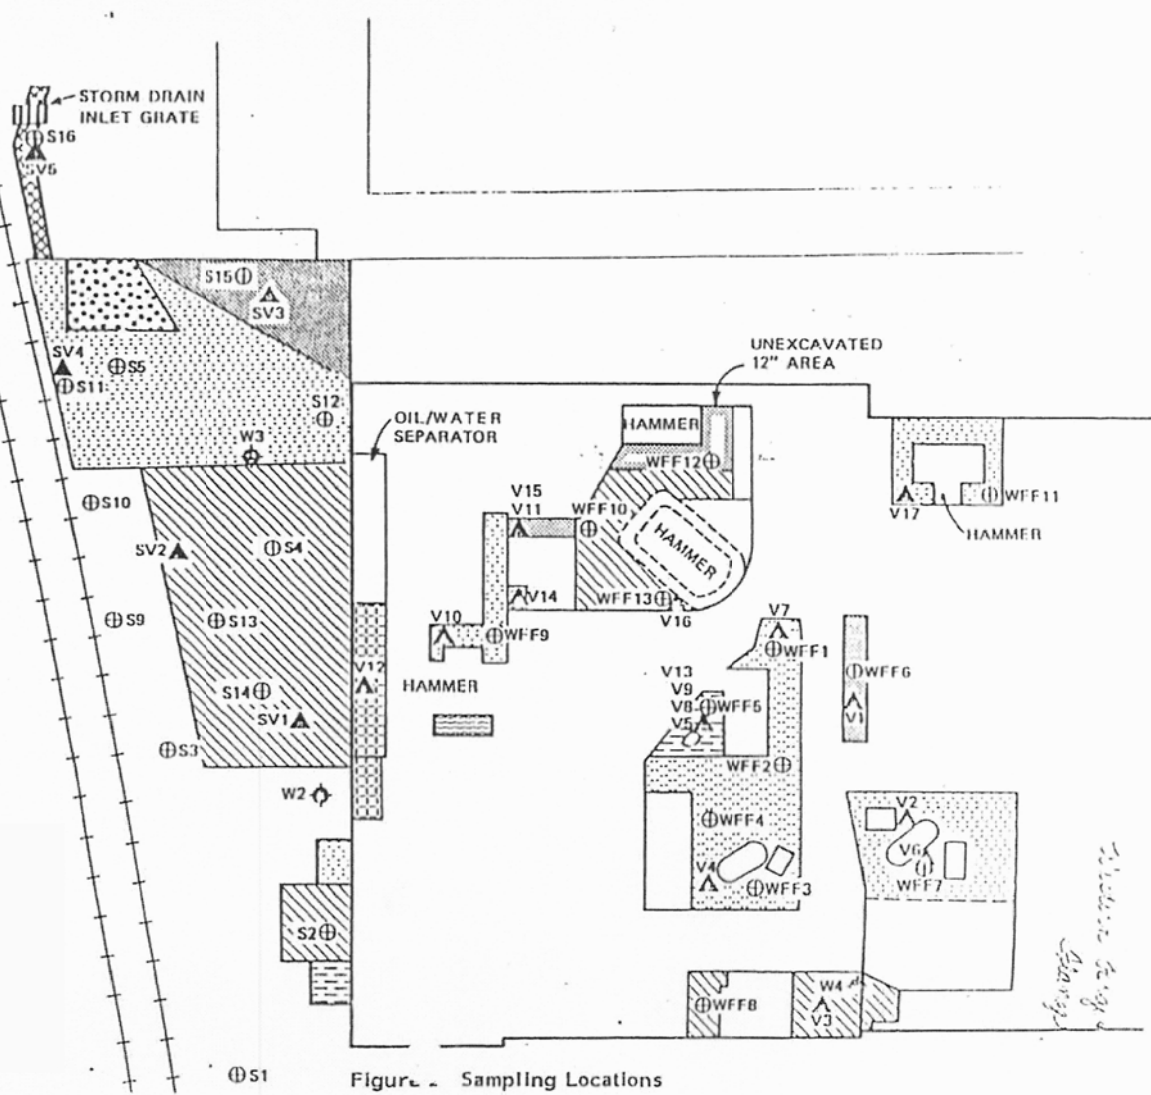 STORM DRAIN
INLET GRATE
S16
SV5
S15
SV3
SV4
S5
S11
S12
W3
OIL/WATER
SEPARATOR
UNEXCAVATED
12" AREA
HAMMER
WFF12
V15
V11
WFF10
HAMMER
V17
WFF11
HAMMER
S10
SV2
S4
V14
WFF13
V16
S9
S13
V10
WFF9
V7
WFF1
V12
HAMMER
V13
V9
V8
WFF5
V5
WFF6
V1
S14
SV1
S3
WFF2
W2
WFF4
V2
V6
WFF7
V4
WFF3
S2
WFF8
W4
V3
S1
Sampling Locations